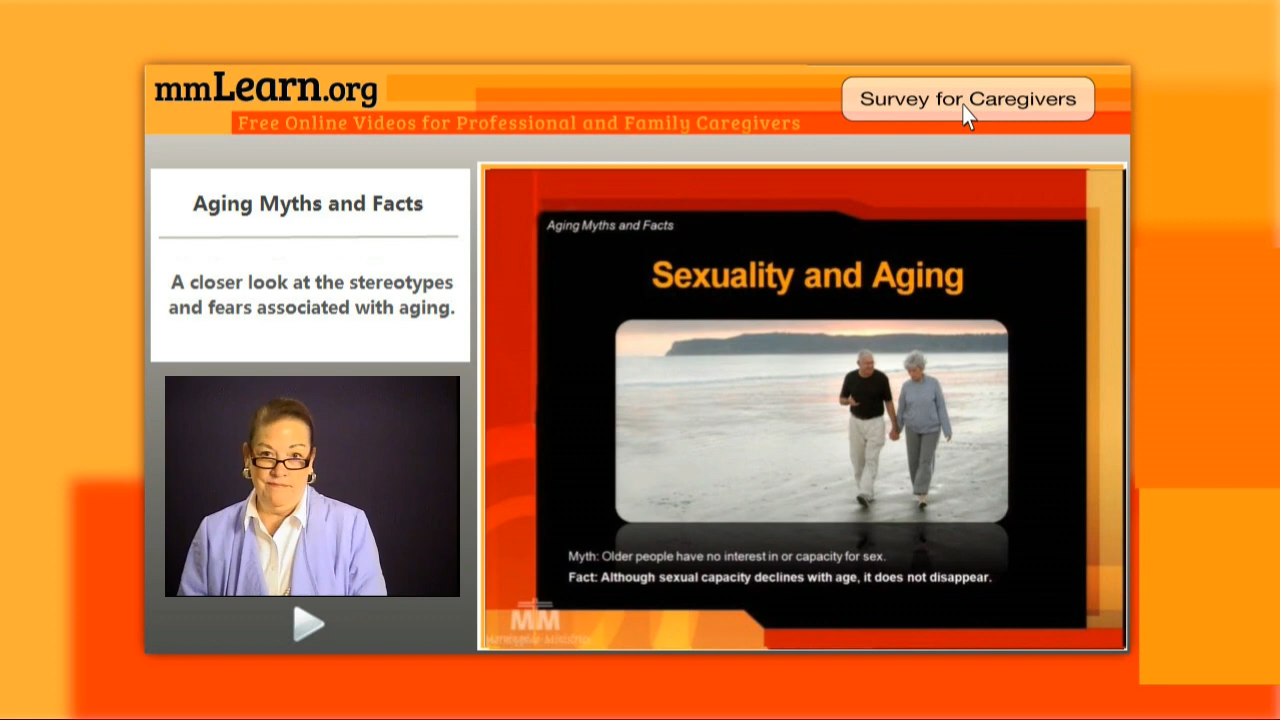 mmLearn.org
Survey for Caregivers
Free Online Videos for Professional and Family Caregivers
Aging Myths and Facts
A closer look at the stereotypes
and fears associated with aging.
Aging Myths and Facts
Sexuality and Aging
Myth: Older people have no interest in or capacity for sex.
Fact: Although sexual capacity declines with age, it does not disappear.
MM